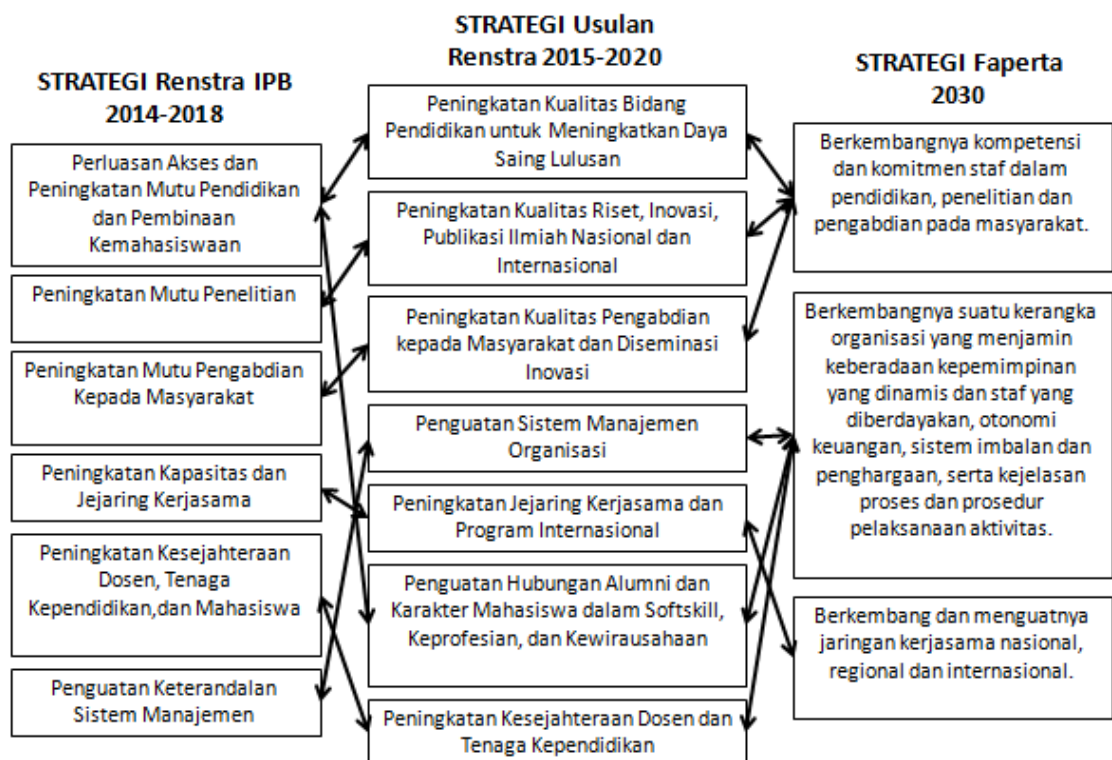 STRATEGI Renstra IPB
2014-2018
Perluasan Akses dan
Peningkatan Mutu Pendidikan
dan Pembinaan
Kemahasiswaan
Peningkatan Mutu Penelitian
Peningkatan Mutu Pengabdian
Kepada Masyarakat
Peningkatan Kapasitas dan
Jejaring Kerjasama
Peningkatan Kesejahteraan
Dosen, Tenaga
Kependidikan,dan Mahasiswa
Penguatan Keterandalan
Sistem Manajemen
STRATEGI Usulan
Renstra 2015-2020
Peningkatan Kualitas Bidang
Pendidikan untuk Meningkatkan Daya
Saing Lulusan
Peningkatan Kualitas Riset, Inovasi,
Publikasi Ilmiah Nasional dan
Internasional
Peningkatan Kualitas Pengabdian
kepada Masyarakat dan Diseminasi
Inovasi
Penguatan Sistem Manajemen
Organisasi
Peningkatan Jejaring Kerjasama dan
Program Internasional
Penguatan Hubungan Alumni dan
Karakter Mahasiswa dalam Softskill,
Keprofesian, dan Kewirausahaan
Peningkatan Kesejahteraan Dosen dan
Tenaga Kependidikan
STRATEGI Faperta
2030
Berkembangnya kompetensi
dan komitmen staf dalam
pendidikan, penelitian dan
pengabdian pada masyarakat.
Berkembangnya suatu kerangka
organisasi yang menjamin
keberadaan kepemimpinan
yang dinamis dan staf yang
diberdayakan, otonomi
keuangan, sistem imbalan dan
penghargaan, serta kejelasan
proses dan prosedur
pelaksanaan aktivitas.
Berkembang dan menguatnya
jaringan kerjasama nasional,
regional dan internasional.